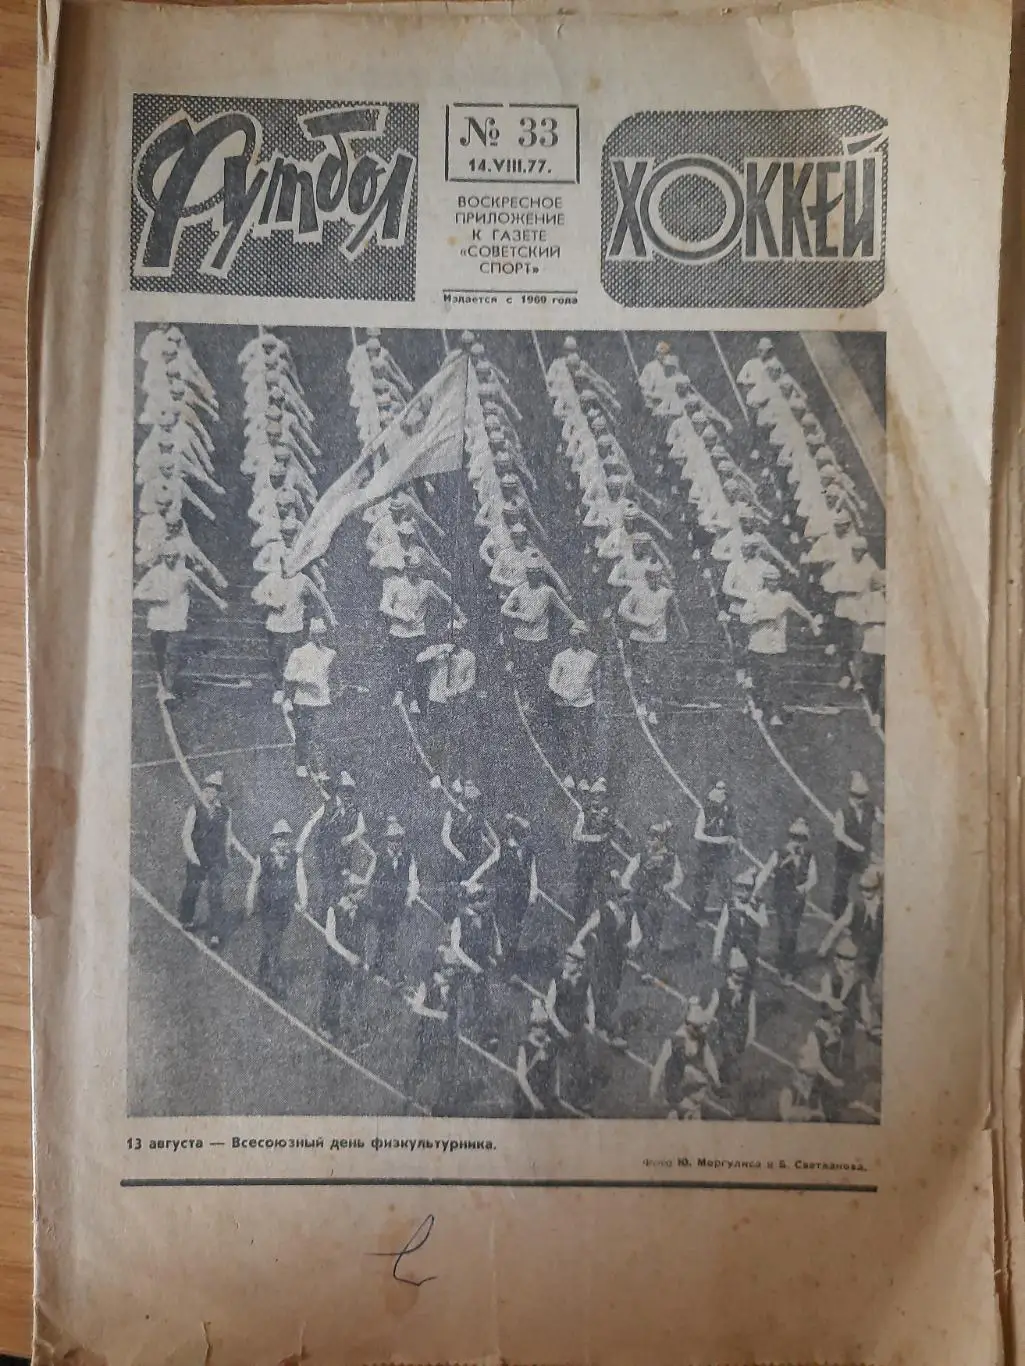 Футбол
№ 33
14.VIII.77.
ВОСКРЕСНОЕ
ПРИЛОЖЕНИЕ
К ГАЗЕТЕ
«СОВЕТСКИЙ
СПОРТ»
Издается с 1960 года
ХОККЕЙ
13 августа — Всесоюзный день физкультурника.
Фото Ю. Моргулиса и Б. Светланова.